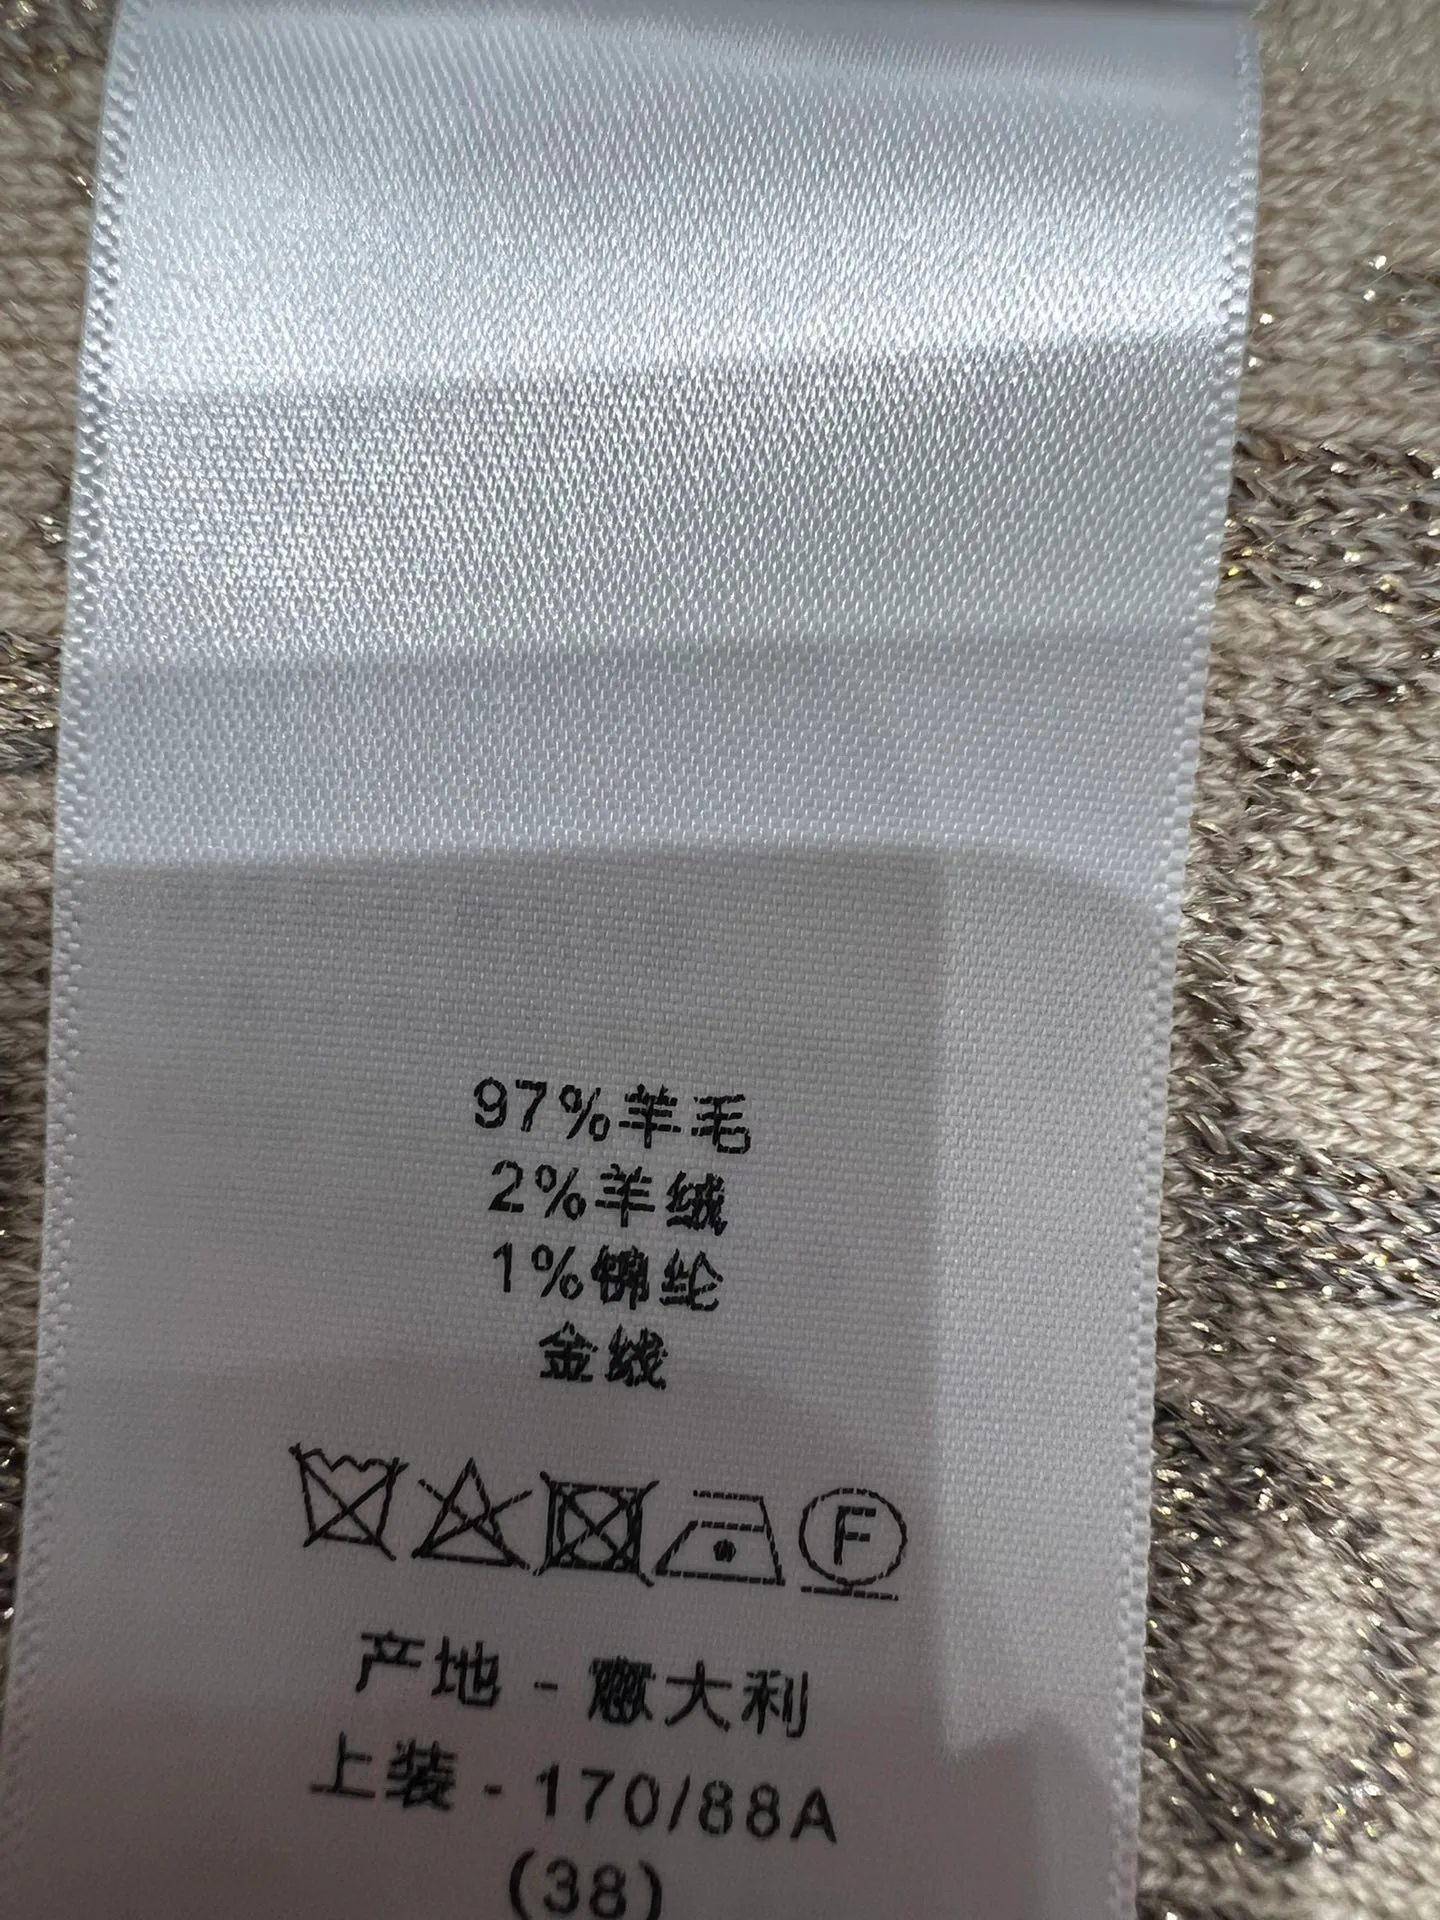 97%羊毛
2%羊绒
1%锦纶
金线
F
产地 - 意大利
上装 - 170/88A
(38)